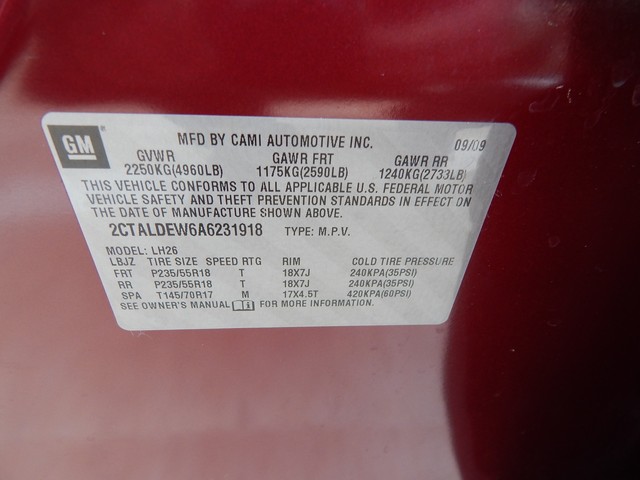 GM
MFD BY CAMI AUTOMOTIVE INC. 09/09
GVWR GAWR FRT GAWR RR
2250KG(4960LB) 1175KG(2590LB) 1240KG(2733LB)
THIS VEHICLE CONFORMS TO ALL APPLICABLE U.S. FEDERAL MOTOR
VEHICLE SAFETY AND THEFT PREVENTION STANDARDS IN EFFECT ON
THE DATE OF MANUFACTURE SHOWN ABOVE.
2CTALDEW6A6231918 TYPE: M.P.V.
MODEL: LH26
LBJZ TIRE SIZE SPEED RTG RIM COLD TIRE PRESSURE
FRT P235/55R18 T 18X7J 240KPA(35PSI)
RR P235/55R18 T 18X7J 240KPA(35PSI)
SPA T145/70R17 M 17X4.5T 420KPA(60PSI)
SEE OWNER'S MANUAL FOR MORE INFORMATION.